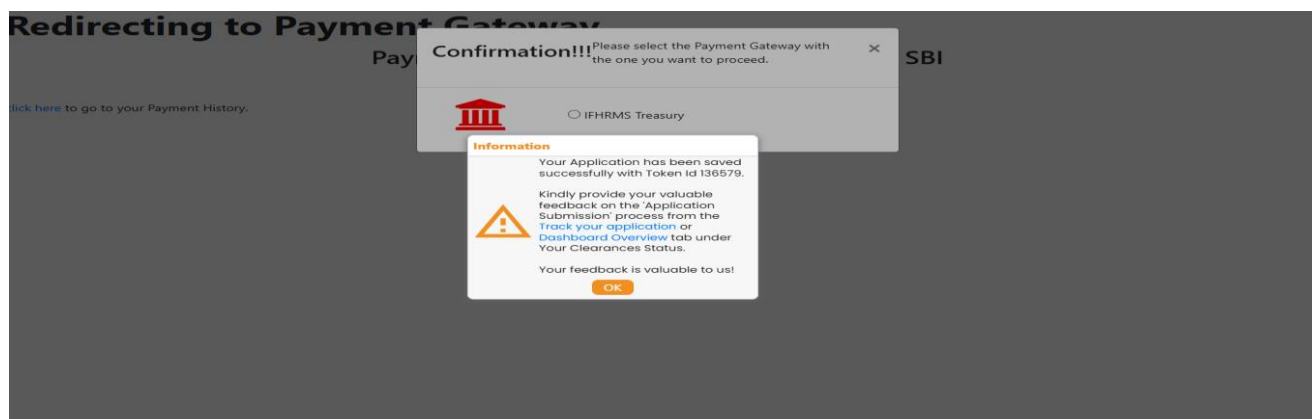 Redirecting to Payment Gateway
Pay
SBI
click here to go to your Payment History.
Confirmation!!!
Please select the Payment Gateway with
the one you want to proceed.
×
IFHRMS Treasury
Information
Your Application has been saved
successfully with Token Id 136579.
Kindly provide your valuable
feedback on the 'Application
Submission' process from the
Track your application or
Dashboard Overview tab under
Your Clearances Status.
Your feedback is valuable to us!
OK